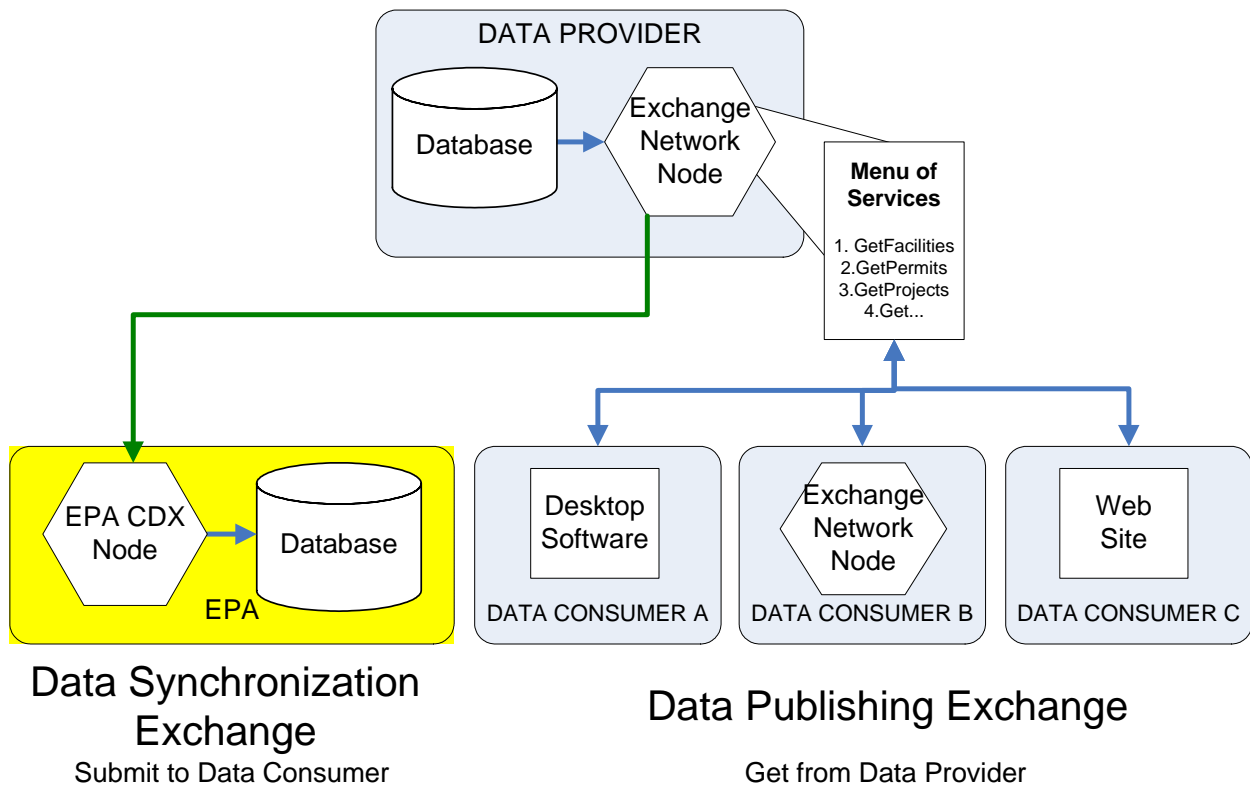 DATA PROVIDER
Database
Exchange
Network
Node
Menu of
Services
1. GetFacilities
2.GetPermits
3.GetProjects
4.Get...
EPA CDX
Node
Database
EPA
Desktop
Software
DATA CONSUMER A
Exchange
Network
Node
DATA CONSUMER B
Web
Site
DATA CONSUMER C
Data Synchronization
Exchange
Submit to Data Consumer
Data Publishing Exchange
Get from Data Provider